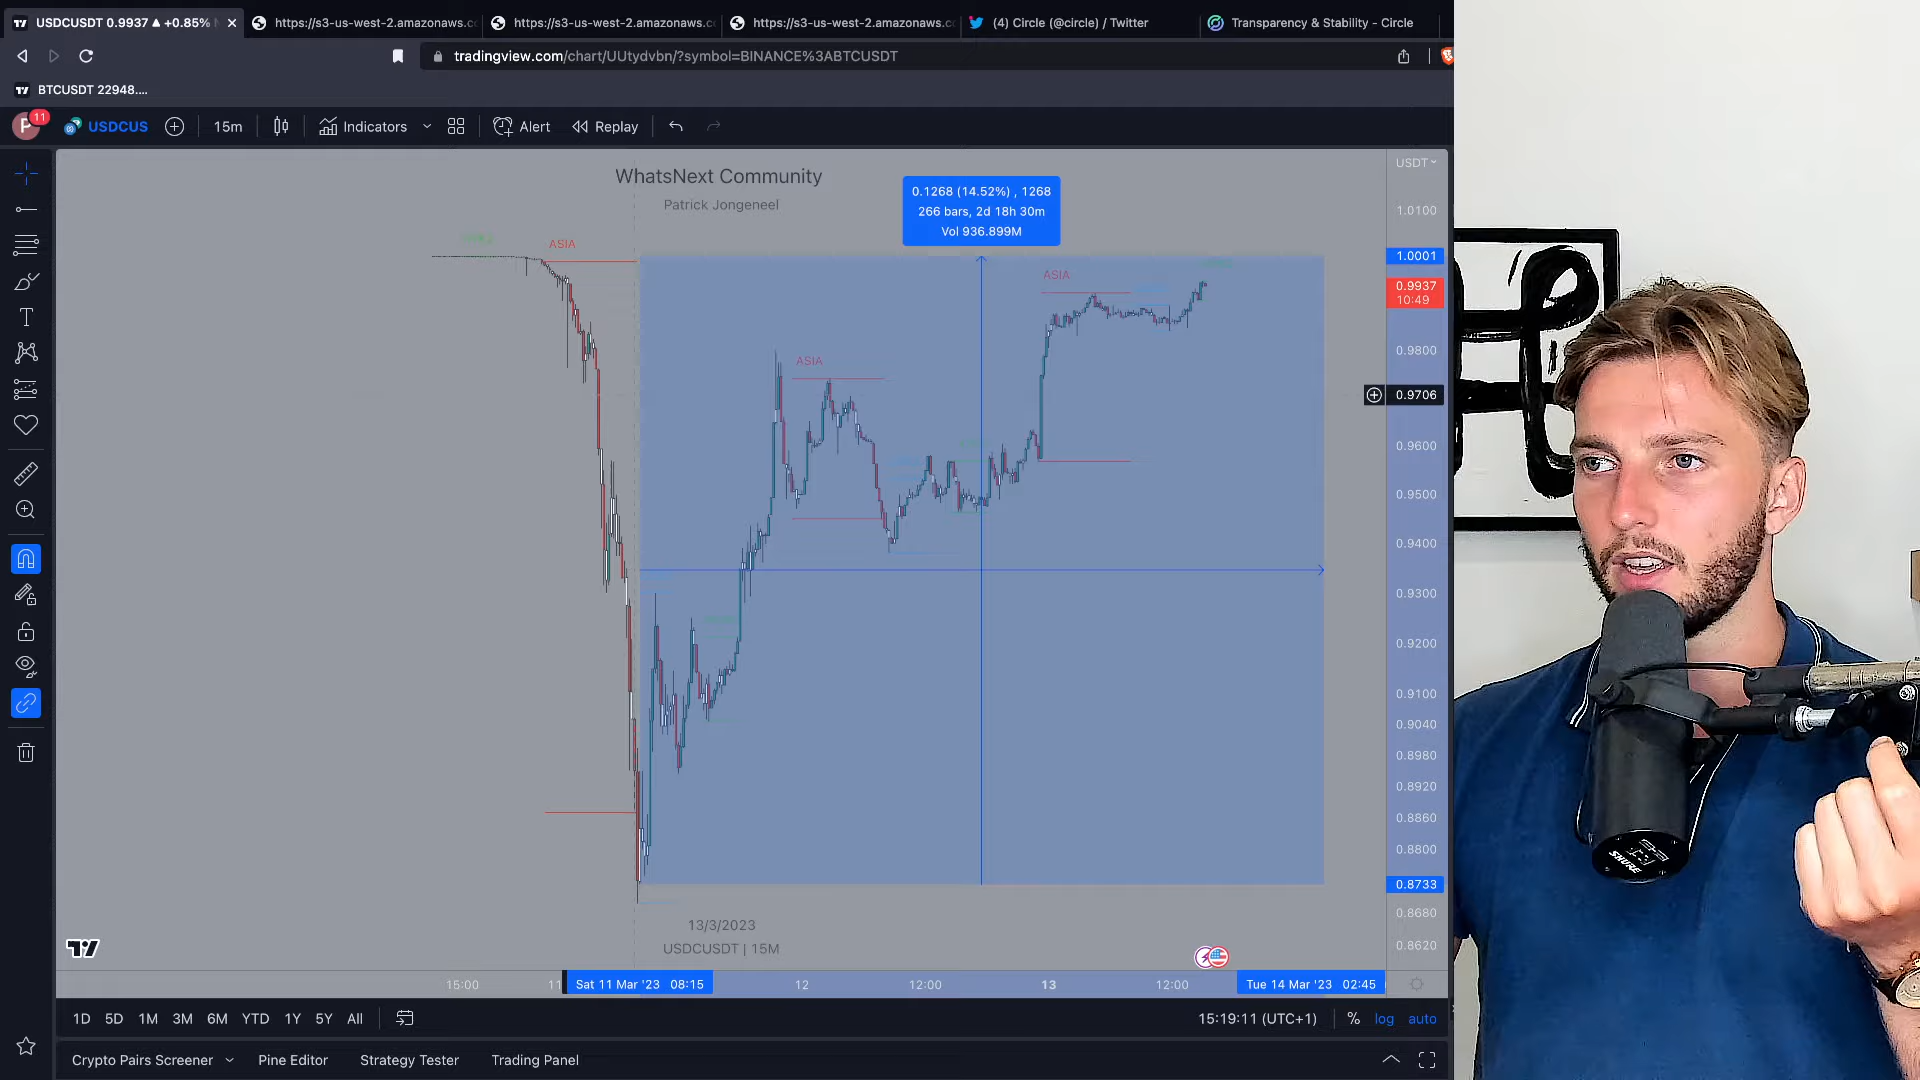 USDCUSDT 0.9937 ▲ +0.85%
https://s3-us-west-2.amazonaws.c
https://s3-us-west-2.amazonaws.c
https://s3-us-west-2.amazonaws.c
(4) Circle (@circle) / Twitter
Transparency & Stability - Circle
tradingview.com/chart/UUtydvbn/?symbol=BINANCE%3ABTCUSDT
BTCUSDT 22948....
P
11
USDCUS
15m
Indicators
Alert
Replay
WhatsNext Community
Patrick Jongeneel
0.1268 (14.52%) , 1268
266 bars, 2d 18h 30m
Vol 936.899M
ASIA
ASIA
ASIA
USDT
1.0100
1.0001
0.9937
10:49
0.9800
0.9706
0.9600
0.9500
0.9400
0.9300
0.9200
0.9100
0.9040
0.8980
0.8920
0.8860
0.8800
0.8733
0.8680
0.8620
13/3/2023
USDCUSDT | 15M
15:00
11
Sat 11 Mar '23 08:15
12
12:00
13
12:00
Tue 14 Mar '23 02:45
1D 5D 1M 3M 6M YTD 1Y 5Y All
15:19:11 (UTC+1)
% log auto
Crypto Pairs Screener
Pine Editor
Strategy Tester
Trading Panel
SHURE